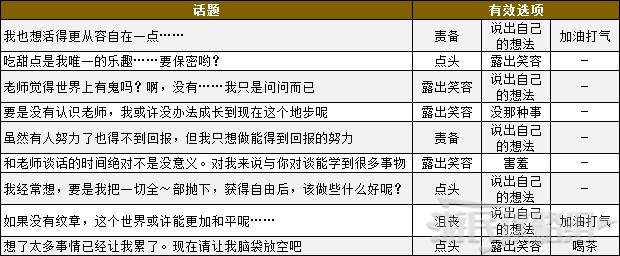 话题 有效选项
我也想活得更从容自在一点…… 责备 说出自己的想法 加油打气
吃甜点是我唯一的乐趣……要保密哟? 点头 露出笑容 –
老师觉得世界上有鬼吗?啊,没有……我只是问问而已 露出笑容 说出自己的想法 –
要是没有认识老师,我或许没办法成长到现在这个地步呢 露出笑容 没那种事 –
虽然有人努力了也得不到回报,但我只想做能得到回报的努力 责备 说出自己的想法 –
和老师谈话的时间绝对不是没意义。对我来说与你对谈能学到很多事物 露出笑容 害羞 –
我经常想,要是我把一切全~部抛下,获得自由后,该做些什么好呢? 点头 说出自己的想法 –
如果没有纹章,这个世界或许能更加和平呢…… 沮丧 说出自己的想法 加油打气
想了太多事情已经让我累了。现在请让我脑袋放空吧 点头 露出笑容 喝茶